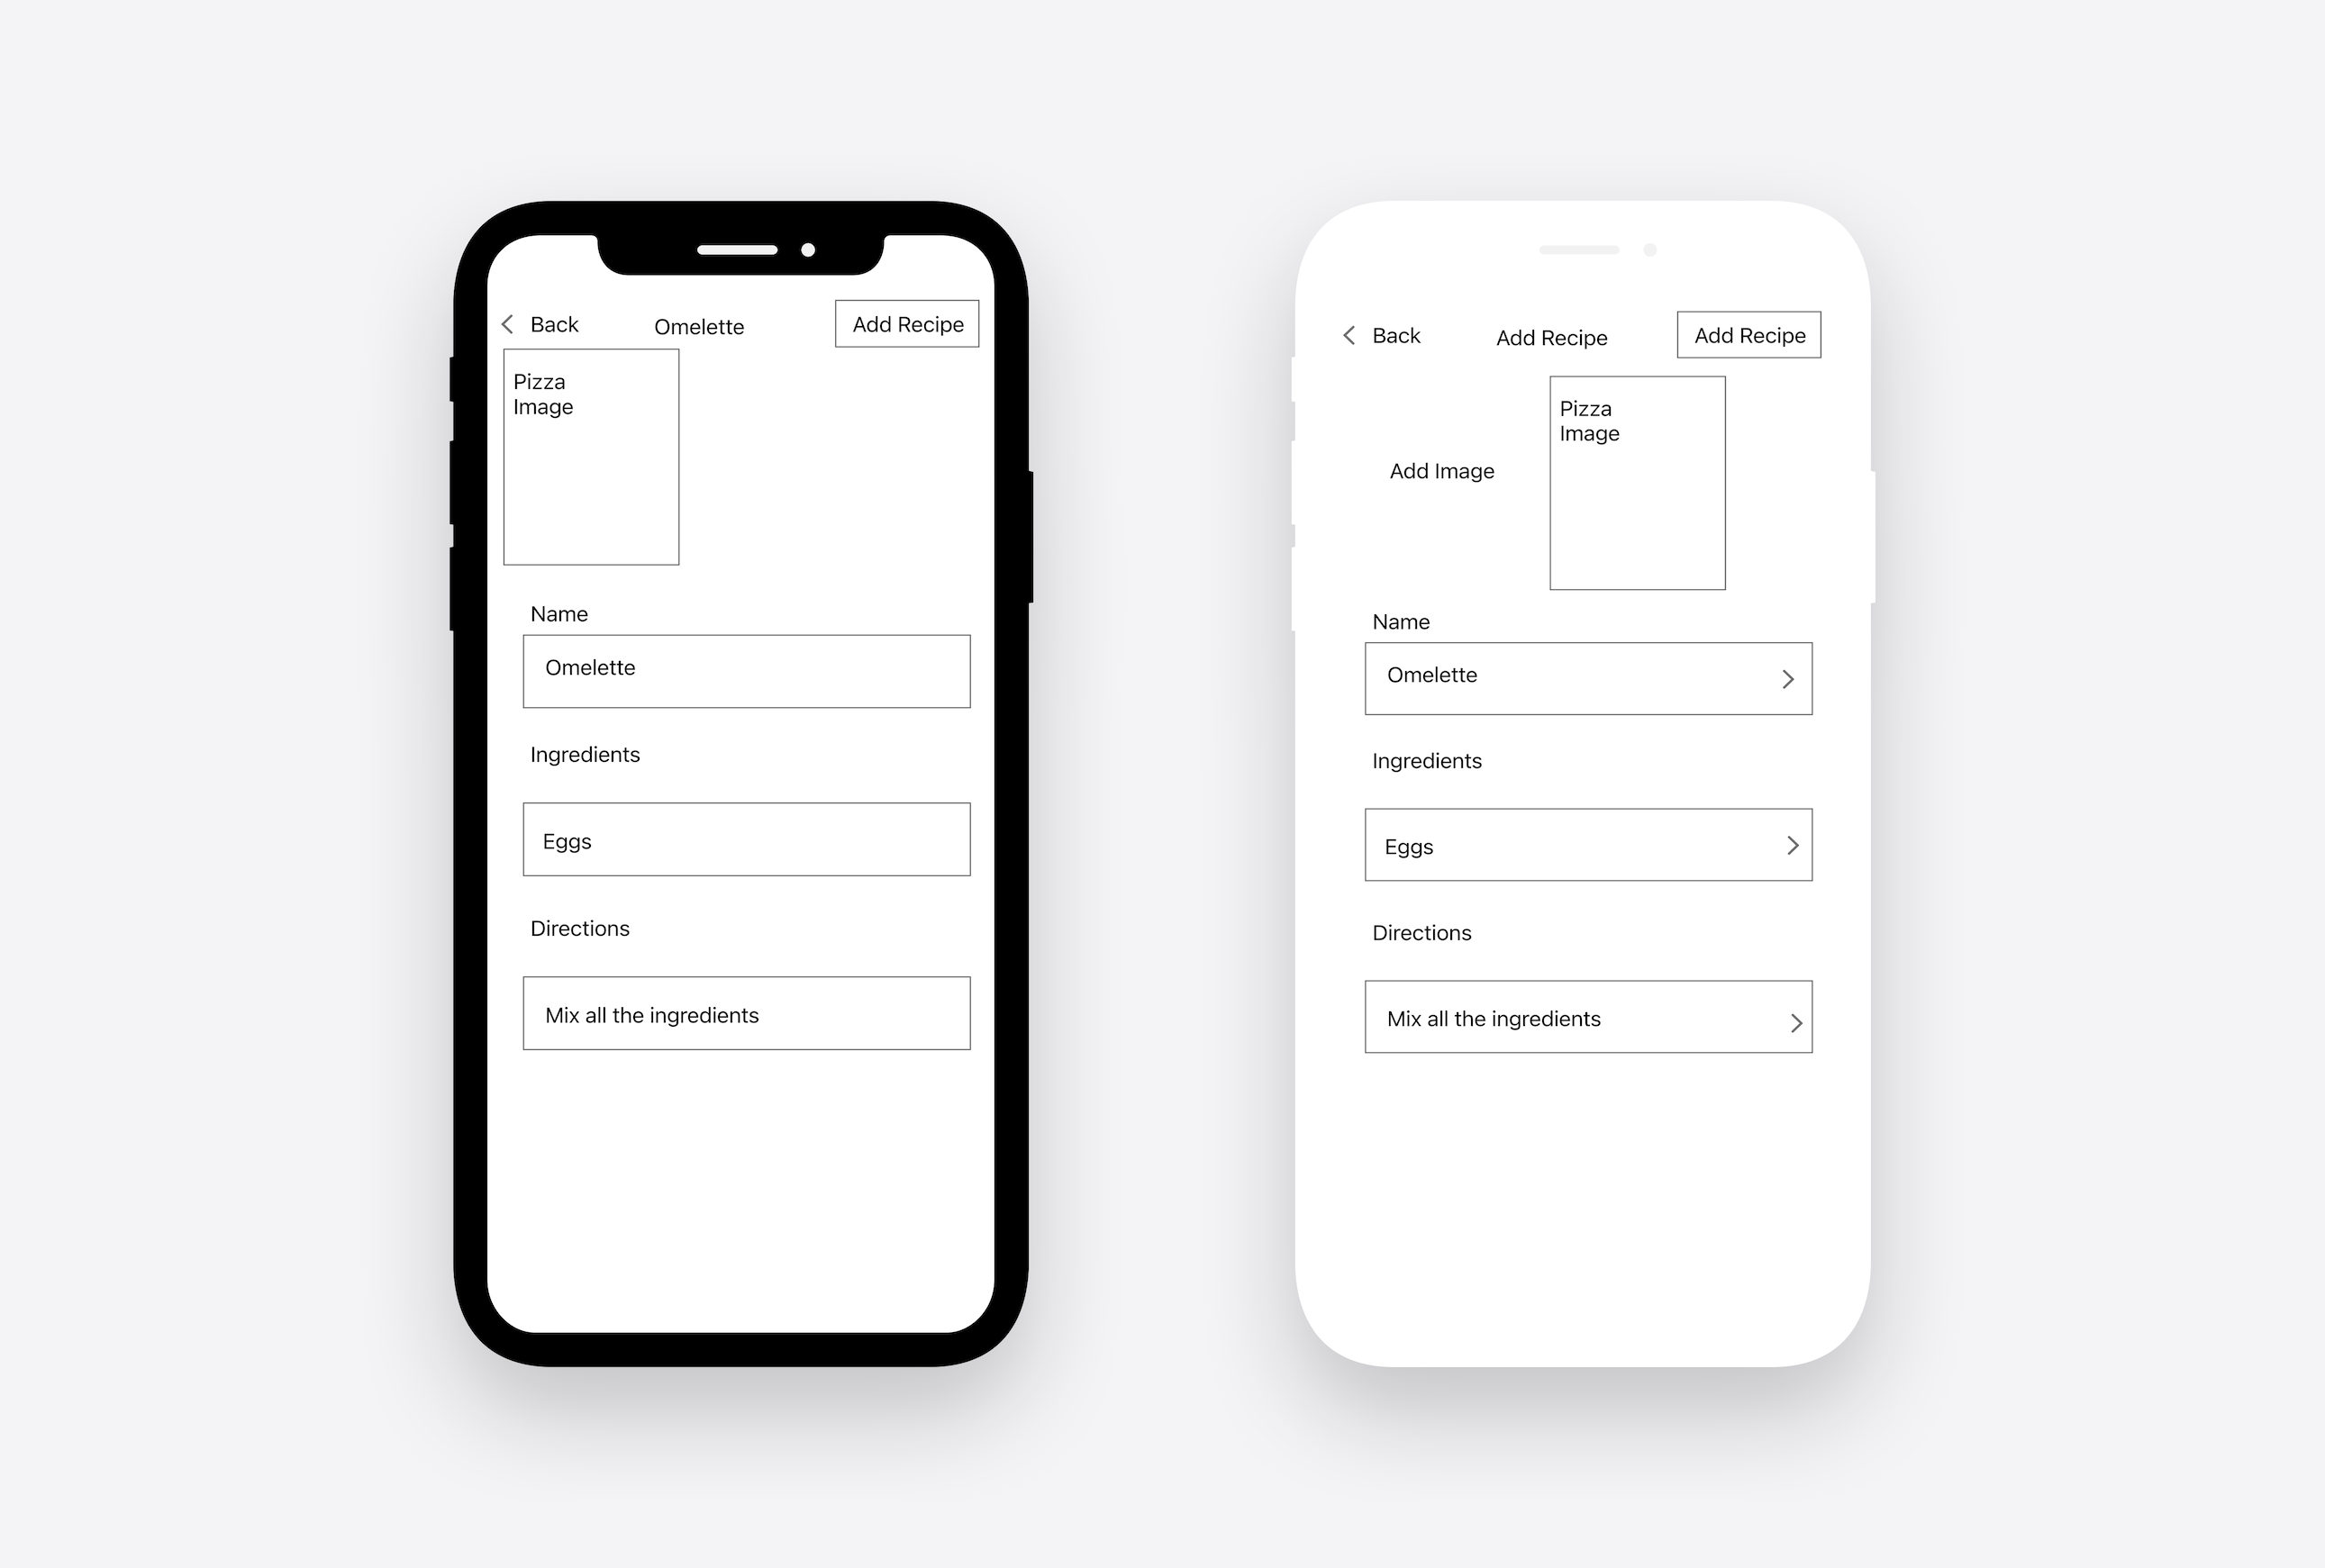 Back
Omelette
Add Recipe
Pizza
Image
Name
Omelette
Ingredients
Eggs
Directions
Mix all the ingredients
Back
Add Recipe
Add Recipe
Add Image
Pizza
Image
Name
Omelette
Ingredients
Eggs
Directions
Mix all the ingredients